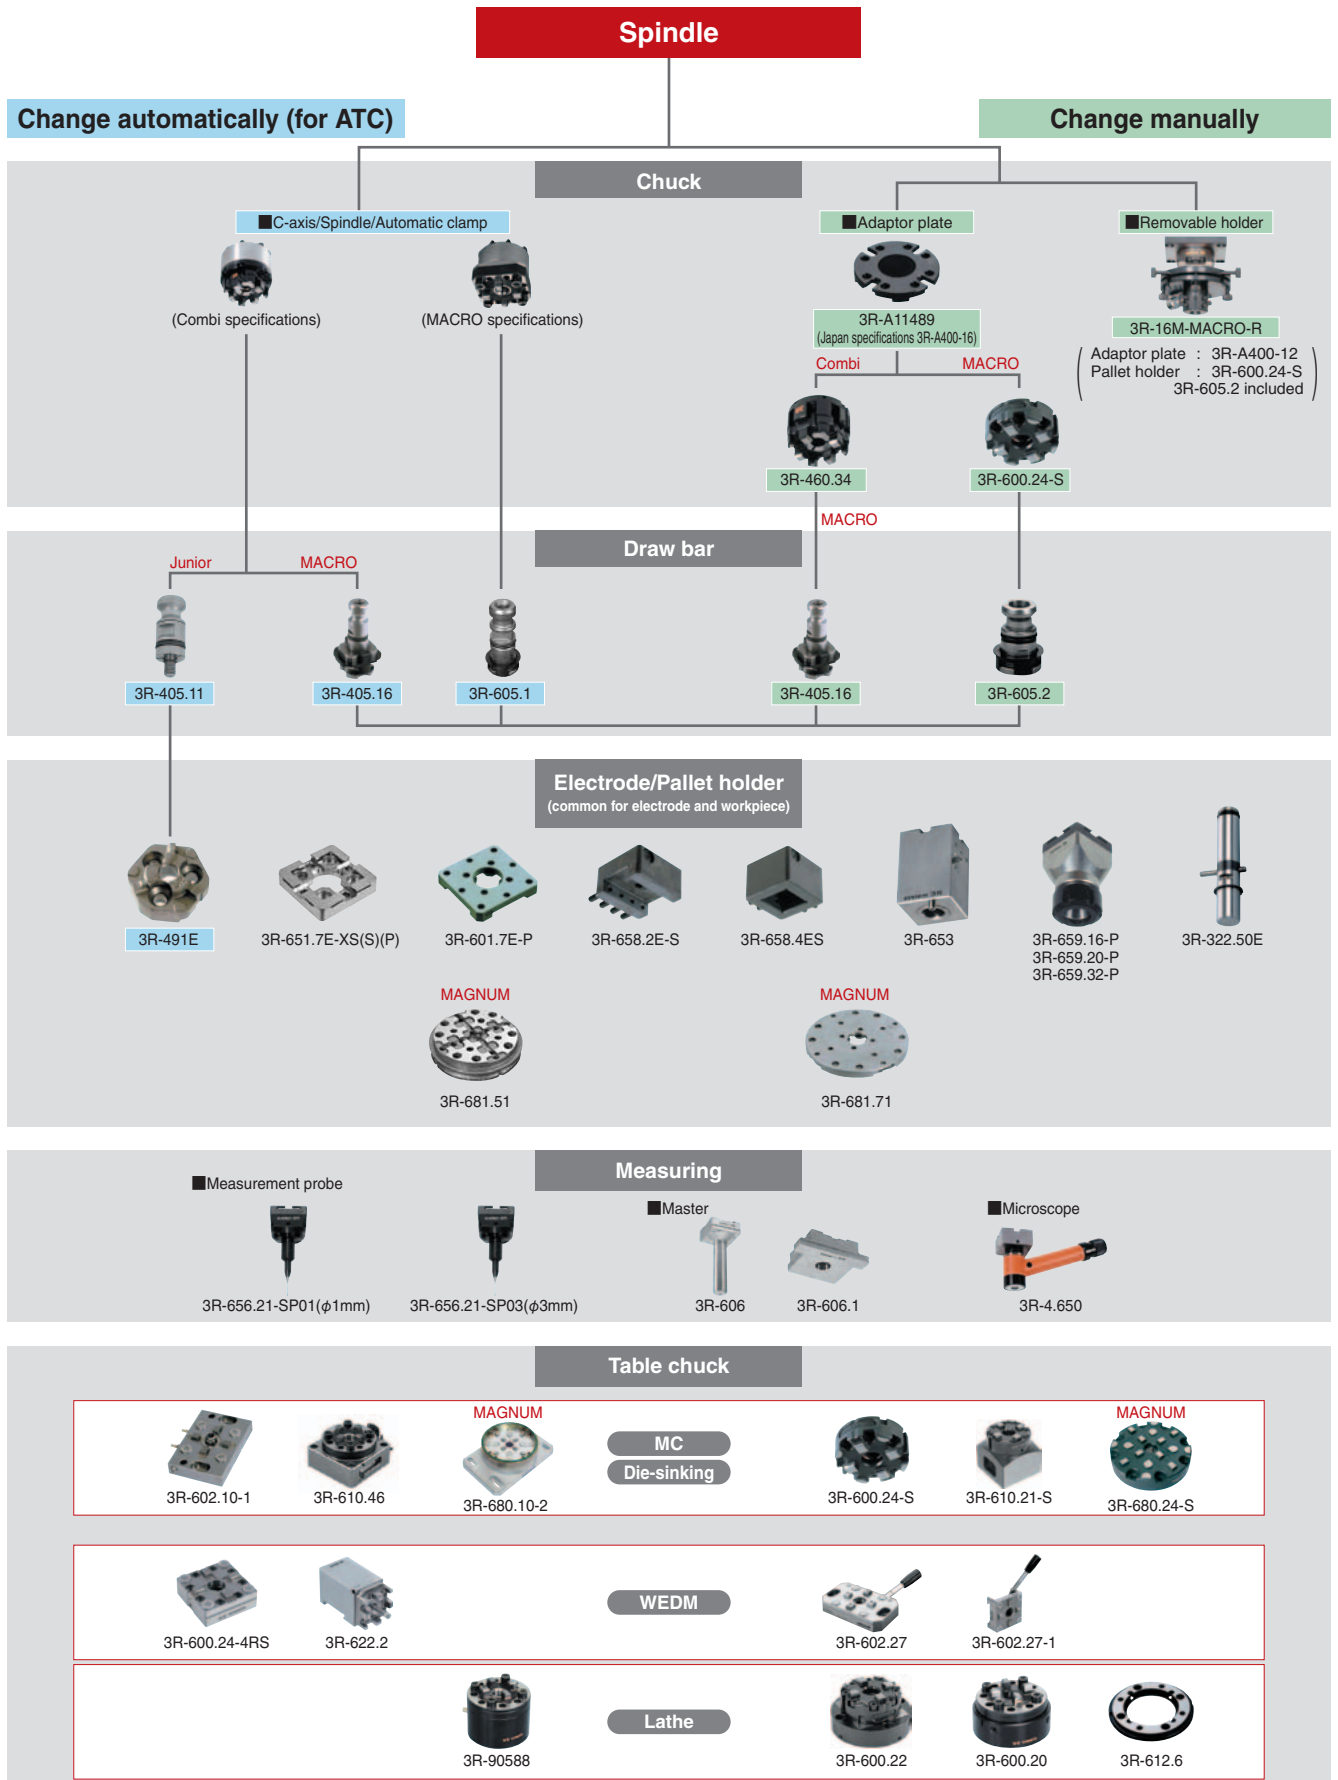 Spindle
Change automatically (for ATC)
Change manually
Chuck
■C-axis/Spindle/Automatic clamp
■Adaptor plate
■Removable holder
(Combi specifications)
(MACRO specifications)
3R-A11489
(Japan specifications 3R-A400-16)
3R-16M-MACRO-R
Adaptor plate : 3R-A400-12
Pallet holder : 3R-600.24-S
3R-605.2 included
Combi
MACRO
3R-460.34
3R-600.24-S
MACRO
Draw bar
Junior
MACRO
3R-405.11
3R-405.16
3R-605.1
3R-405.16
3R-605.2
Electrode/Pallet holder
(common for electrode and workpiece)
3R-491E
3R-651.7E-XS(S)(P)
3R-601.7E-P
3R-658.2E-S
3R-658.4ES
3R-653
3R-659.16-P
3R-659.20-P
3R-659.32-P
3R-322.50E
MAGNUM
MAGNUM
3R-681.51
3R-681.71
Measuring
■Measurement probe
■Master
■Microscope
3R-656.21-SP01(φ1mm)
3R-656.21-SP03(φ3mm)
3R-606
3R-606.1
3R-4.650
Table chuck
MAGNUM
MC
Die-sinking
MAGNUM
3R-602.10-1
3R-610.46
3R-680.10-2
3R-600.24-S
3R-610.21-S
3R-680.24-S
WEDM
3R-600.24-4RS
3R-622.2
3R-602.27
3R-602.27-1
Lathe
3R-90588
3R-600.22
3R-600.20
3R-612.6